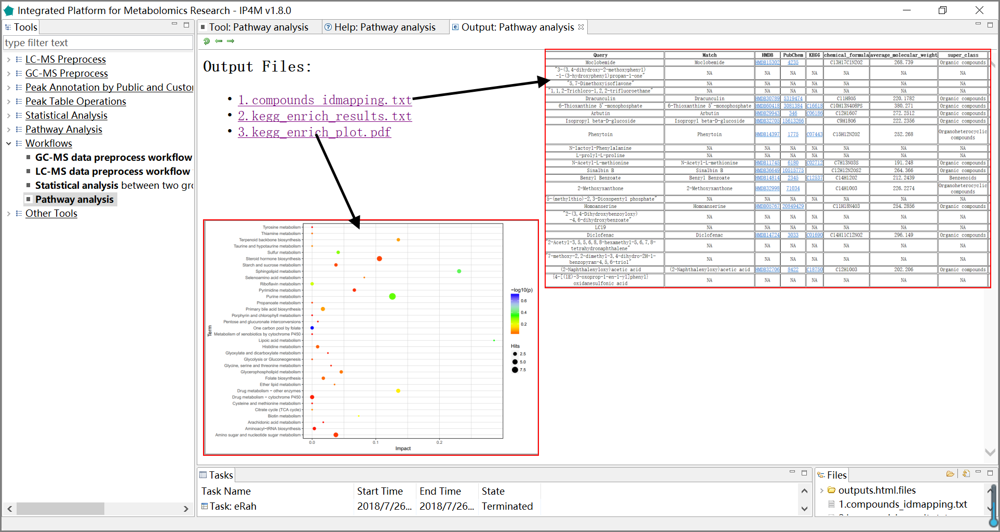 Integrated Platform for Metabolomics Research - IP4M v1.8.0
Tools
type filter text
LC-MS Preprocess
GC-MS Preprocess
Peak Annotation by Public and Custo
Peak Table Operations
Statistical Analysis
Pathway Analysis
Workflows
GC-MS data preprocess workflow
LC-MS data preprocess workflow
Statistical analysis between two gro
Pathway analysis
Other Tools
Tool: Pathway analysis
Help: Pathway analysis
Output: Pathway analysis
Output Files:
• 1.compounds_idmapping.txt
• 2.kegg_enrich_results.txt
• 3.kegg_enrich_plot.pdf
Query Match HMDB PubChem KEGG chemical_formula average_molecular_weight super_class
Moclobemide Moclobemide HMDB15302 4235 C13H17ClN2O2 268.739 Organic compounds
"3-(3,4-dihydroxy-2-methoxyphenyl)
-1-(3-hydroxyphenyl)propan-1-one" NA NA NA NA NA NA NA
"5,7-Dimethoxyisoflavone" NA NA NA NA NA NA NA
"1,1,2-Trichloro-1,2,2-trifluoroethane" NA NA NA NA NA NA NA
Dracunculin Dracunculin HMDB30789 5319474 C11H8O5 220.1782 Organic compounds
6-Thioxanthine 5'-monophosphate 6-Thioxanthine 5'-monophosphate HMDB60418 3081384 C16618 C10H13N4O8PS 380.271 Organic compounds
Arbutin Arbutin HMDB29943 346 C06186 C12H16O7 272.2512 Organic compounds
Isopropyl beta-D-glucoside Isopropyl beta-D-glucoside HMDB32705 15613266 C9H18O6 222.2356 Organic compounds
Phenytoin Phenytoin HMDB14397 1775 C07443 C15H12N2O2 252.268 Organoheterocyclic
compounds
N-lactoyl-Phenylalanine NA NA NA NA NA NA NA
L-prolyl-L-proline NA NA NA NA NA NA NA
N-Acetyl-L-methionine N-Acetyl-L-methionine HMDB11745 6180 C02712 C7H13NO3S 191.248 Organic compounds
Sinalbin B Sinalbin B HMDB36649 10515775 C12H12N2OS2 264.366 Organic compounds
Benzyl Benzoate Benzyl Benzoate HMDB14814 2345 C12537 C14H12O2 212.2439 Benzenoids
2-Methoxyxanthone 2-Methoxyxanthone HMDB32998 71034 C14H10O3 226.2274 Organoheterocyclic
compounds
"5-(methylthio)-2,3-Dioxopentyl phosphate" NA NA NA NA NA NA NA
Homoanserine Homoanserine HMDB05767 20849429 C11H18N4O3 254.2856 Organic compounds
"2-(3,4-Dihydroxybenzoyloxy)
-4,6-dihydroxybenzoate" NA NA NA NA NA NA NA
LC19 NA NA NA NA NA NA NA
Diclofenac Diclofenac HMDB14724 3033 C01690 C14H11Cl2NO2 296.149 Organic compounds
"2-Acetyl-3,5,5,6,8,8-hexamethyl-5,6,7,8-
tetrahydronaphthalene" NA NA NA NA NA NA NA
"7-methoxy-2,2-dimethyl-3,4-dihydro-2H-1-
benzopyran-4,5,6-triol" NA NA NA NA NA NA NA
(2-Naphthalenyloxy)acetic acid (2-Naphthalenyloxy)acetic acid HMDB32706 8422 C18750 C12H10O3 202.206 Organic compounds
{4-[(1E)-3-oxoprop-1-en-1-yl]phenyl}
oxidanesulfonic acid NA NA NA NA NA NA NA
Term
Tyrosine metabolism
Thiamine metabolism
Terpenoid backbone biosynthesis
Taurine and hypotaurine metabolism
Sulfur metabolism
Steroid hormone biosynthesis
Starch and sucrose metabolism
Sphingolipid metabolism
Selenoamino acid metabolism
Riboflavin metabolism
Pyrimidine metabolism
Purine metabolism
Propanoate metabolism
Primary bile acid biosynthesis
Porphyrin and chlorophyll metabolism
Pentose and glucuronate interconversions
One carbon pool by folate
Metabolism of xenobiotics by cytochrome P450
Lipoic acid metabolism
Histidine metabolism
Glyoxylate and dicarboxylate metabolism
Glycolysis or Gluconeogenesis
Glycine, serine and threonine metabolism
Glycerophospholipid metabolism
Folate biosynthesis
Ether lipid metabolism
Drug metabolism − other enzymes
Drug metabolism − cytochrome P450
Cysteine and methionine metabolism
Citrate cycle (TCA cycle)
Biotin metabolism
Arachidonic acid metabolism
Aminoacyl−tRNA biosynthesis
Amino sugar and nucleotide sugar metabolism
0.0 0.1 0.2
Impact
−log10(p)
0.6
0.4
0.2
Hits
2.5
5.0
7.5
Tasks
Task Name Start Time End Time State
Task: eRah 2018/7/26... 2018/7/26... Terminated
Files
outputs.html.files
1.compounds_idmapping.txt